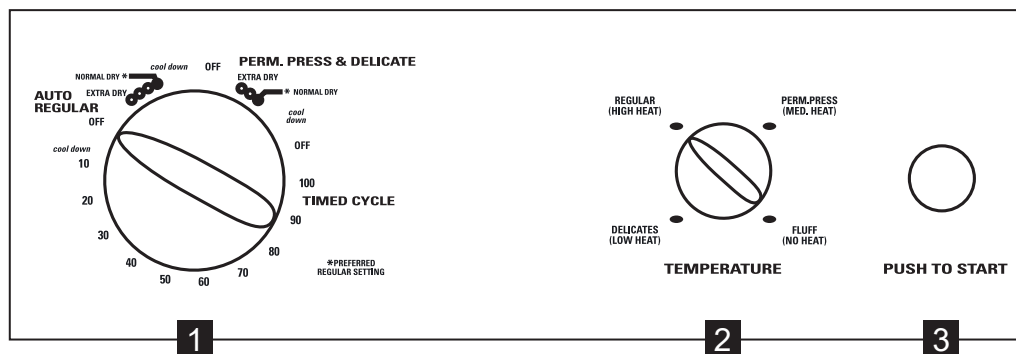 cool down
OFF
PERM. PRESS & DELICATE
NORMAL DRY *
EXTRA DRY
EXTRA DRY
* NORMAL DRY
AUTO
REGULAR
OFF
cool
down
OFF
cool down
10
20
30
40
50
60
70
80
90
100
TIMED CYCLE
*PREFERRED
REGULAR SETTING
REGULAR
(HIGH HEAT)
PERM.PRESS
(MED. HEAT)
DELICATES
(LOW HEAT)
FLUFF
(NO HEAT)
TEMPERATURE
PUSH TO START
1
2
3